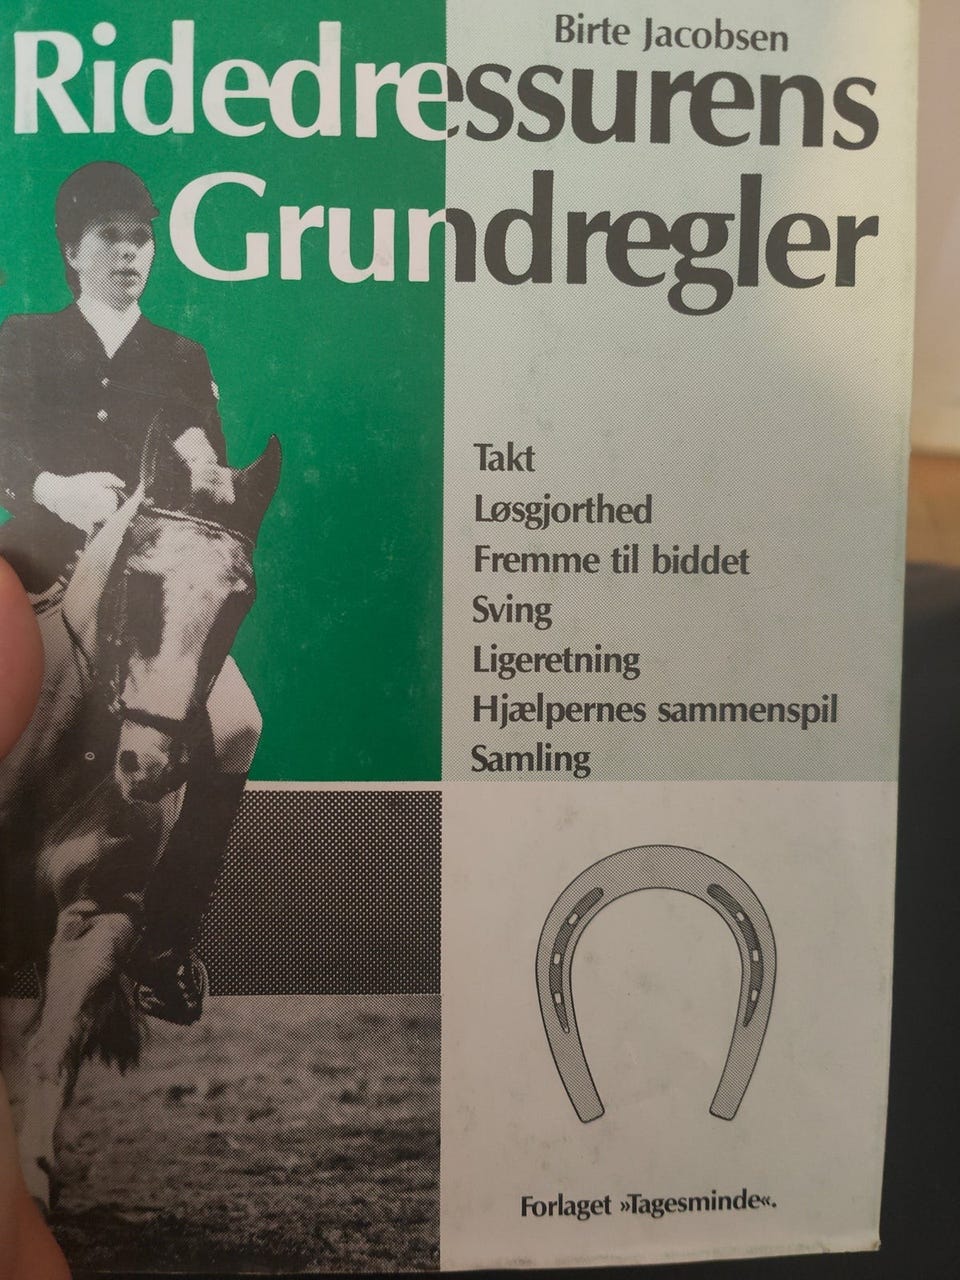 Birte Jacobsen
Ridedressurens
Grundregler
Takt
Løsgjorthed
Fremme til biddet
Sving
Ligeretning
Hjælpernes sammenspil
Samling
Forlaget »Tagesminde«.